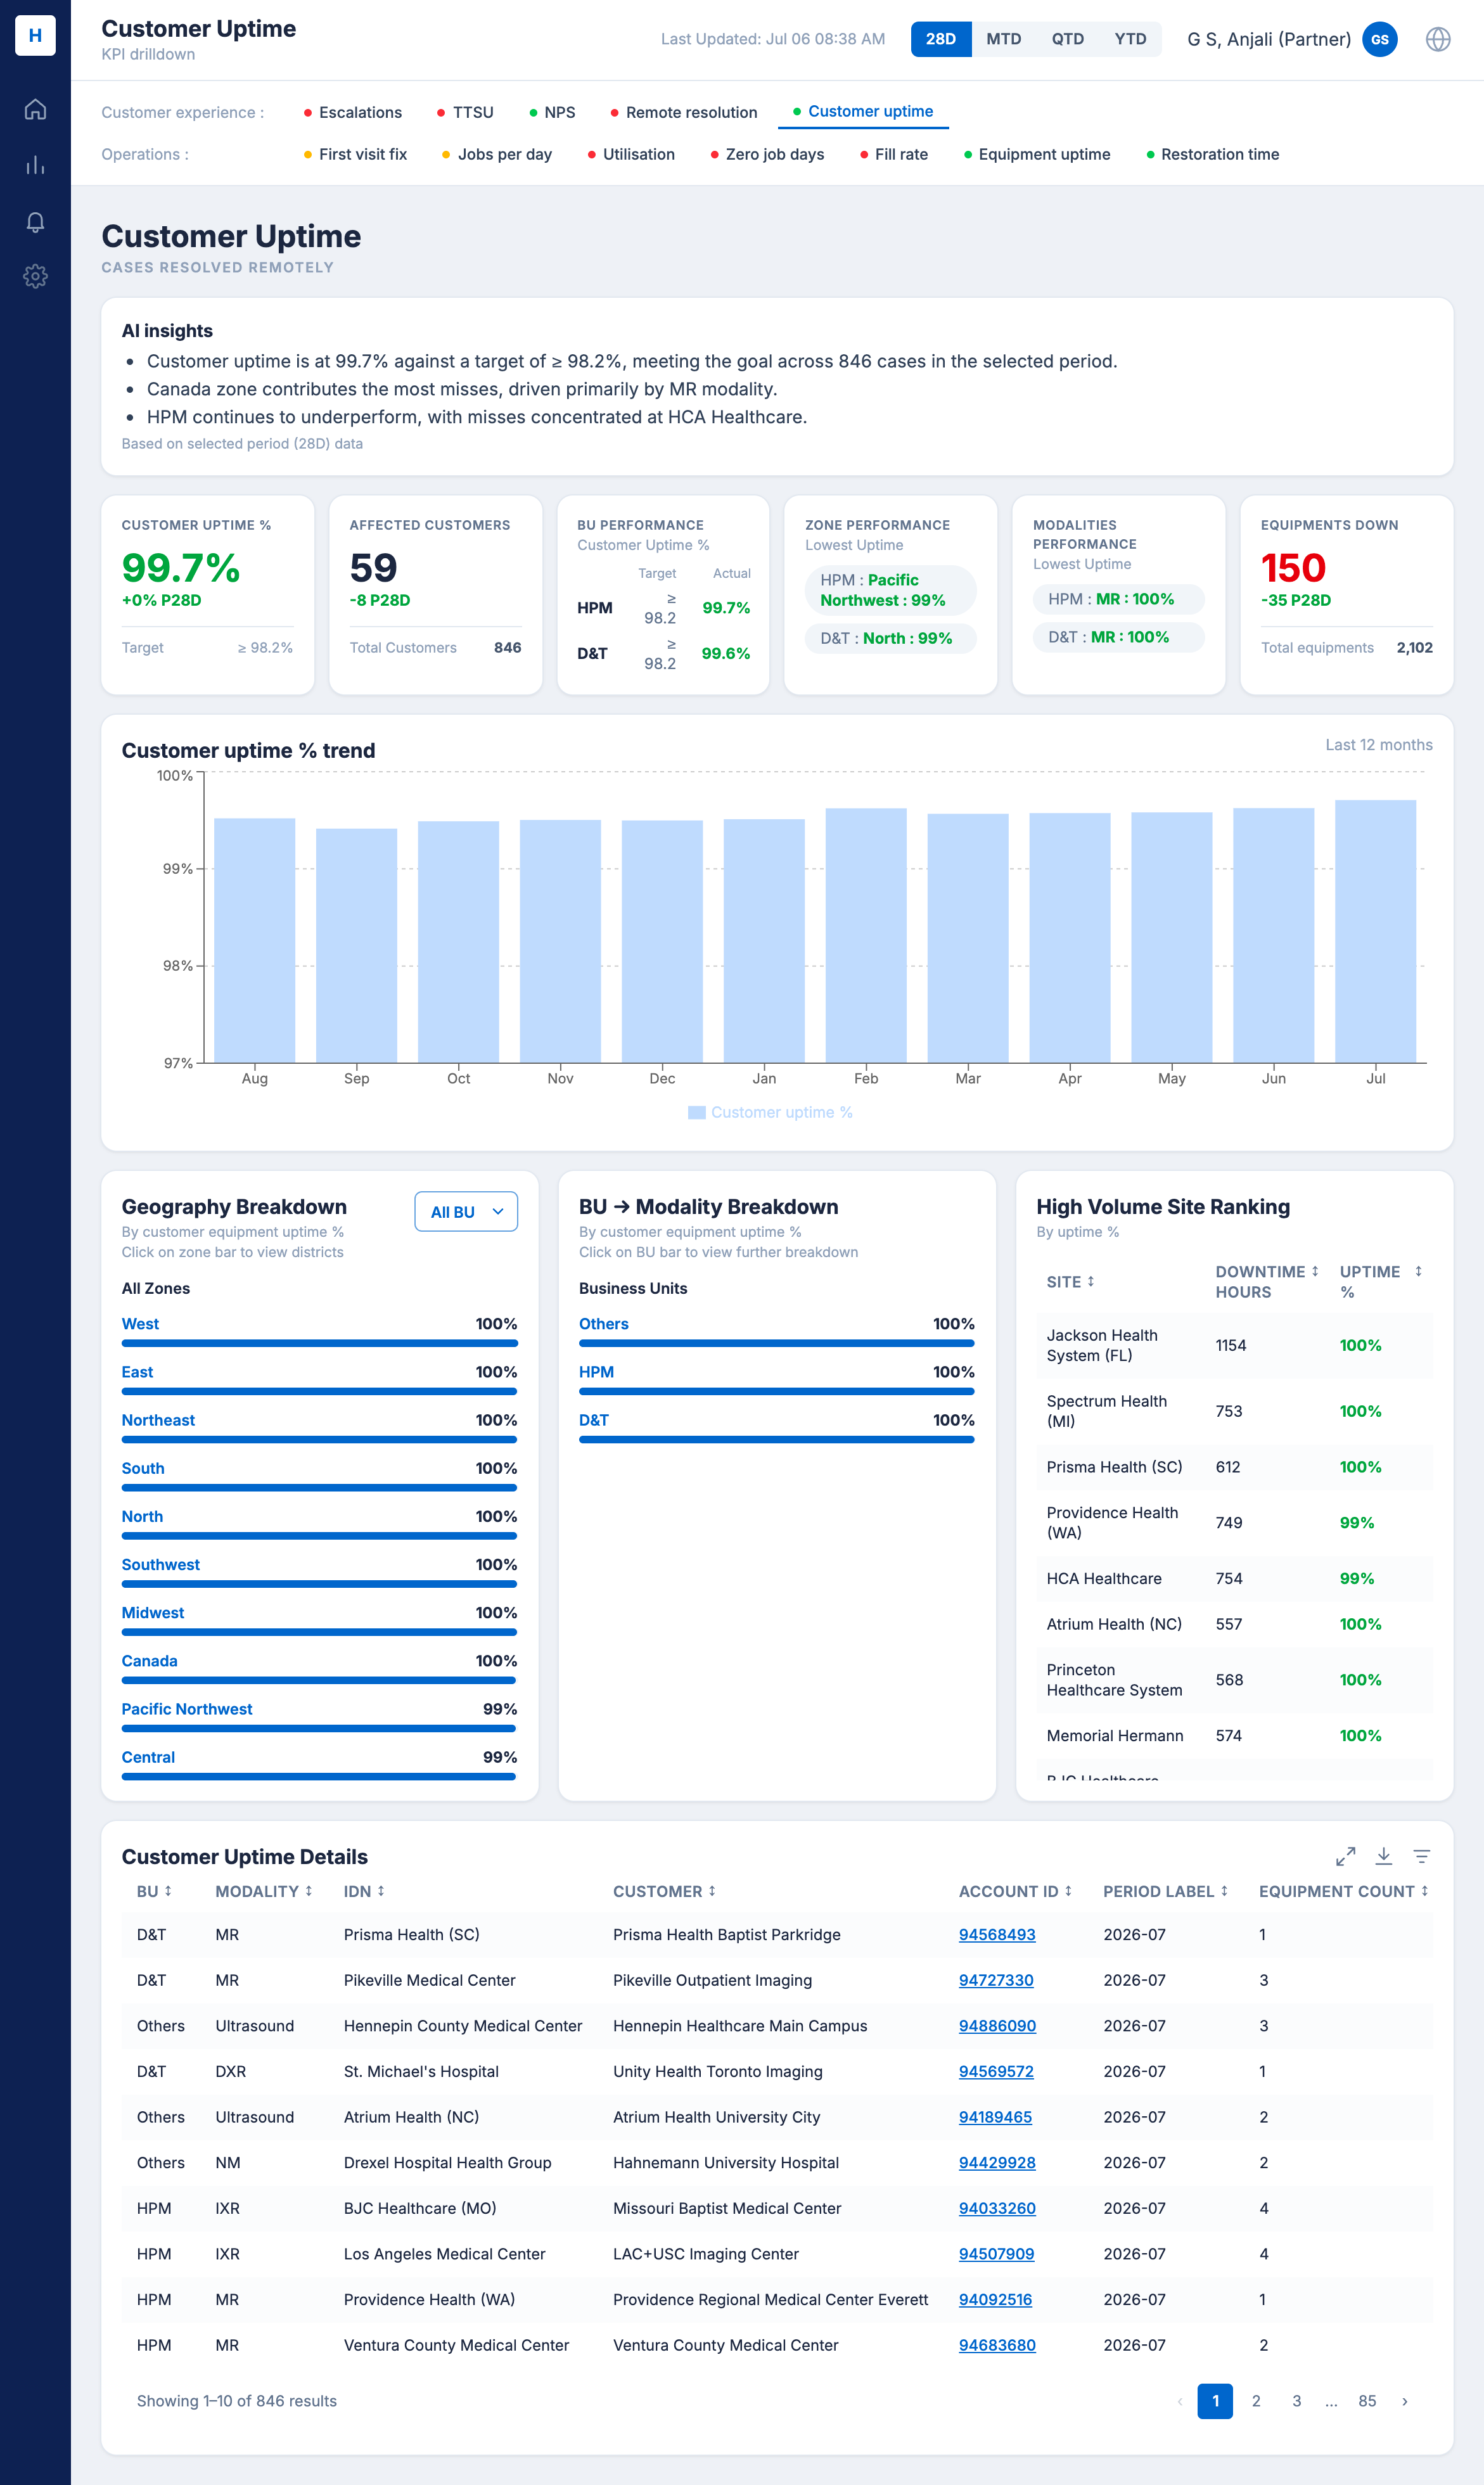 H
Customer Uptime
KPI drilldown
Last Updated: Jul 06 08:38 AM
28D MTD QTD YTD
G S, Anjali (Partner)
GS
Customer experience :
Escalations
TTSU
NPS
Remote resolution
Customer uptime
Operations :
First visit fix
Jobs per day
Utilisation
Zero job days
Fill rate
Equipment uptime
Restoration time
Customer Uptime
CASES RESOLVED REMOTELY
AI insights
• Customer uptime is at 99.7% against a target of ≥ 98.2%, meeting the goal across 846 cases in the selected period.
• Canada zone contributes the most misses, driven primarily by MR modality.
• HPM continues to underperform, with misses concentrated at HCA Healthcare.
Based on selected period (28D) data
CUSTOMER UPTIME %
99.7%
+0% P28D
Target ≥ 98.2%
AFFECTED CUSTOMERS
59
-8 P28D
Total Customers 846
BU PERFORMANCE
Customer Uptime %
Target Actual
HPM ≥ 98.2 99.7%
D&T ≥ 98.2 99.6%
ZONE PERFORMANCE
Lowest Uptime
HPM : Pacific
Northwest : 99%
D&T : North : 99%
MODALITIES
PERFORMANCE
Lowest Uptime
HPM : MR : 100%
D&T : MR : 100%
EQUIPMENTS DOWN
150
-35 P28D
Total equipments 2,102
Customer uptime % trend
Last 12 months
100%
99%
98%
97%
Aug Sep Oct Nov Dec Jan Feb Mar Apr May Jun Jul
Customer uptime %
Geography Breakdown
By customer equipment uptime %
Click on zone bar to view districts
All BU
All Zones
West 100%
East 100%
Northeast 100%
South 100%
North 100%
Southwest 100%
Midwest 100%
Canada 100%
Pacific Northwest 99%
Central 99%
BU → Modality Breakdown
By customer equipment uptime %
Click on BU bar to view further breakdown
Business Units
Others 100%
HPM 100%
D&T 100%
High Volume Site Ranking
By uptime %
SITE ↕ DOWNTIME HOURS ↕ UPTIME % ↕
Jackson Health System (FL) 1154 100%
Spectrum Health (MI) 753 100%
Prisma Health (SC) 612 100%
Providence Health (WA) 749 99%
HCA Healthcare 754 99%
Atrium Health (NC) 557 100%
Princeton Healthcare System 568 100%
Memorial Hermann 574 100%
BJC Healthcare
Customer Uptime Details
BU ↕ MODALITY ↕ IDN ↕ CUSTOMER ↕ ACCOUNT ID ↕ PERIOD LABEL ↕ EQUIPMENT COUNT ↕
D&T MR Prisma Health (SC) Prisma Health Baptist Parkridge 94568493 2026-07 1
D&T MR Pikeville Medical Center Pikeville Outpatient Imaging 94727330 2026-07 3
Others Ultrasound Hennepin County Medical Center Hennepin Healthcare Main Campus 94886090 2026-07 3
D&T DXR St. Michael's Hospital Unity Health Toronto Imaging 94569572 2026-07 1
Others Ultrasound Atrium Health (NC) Atrium Health University City 94189465 2026-07 2
Others NM Drexel Hospital Health Group Hahnemann University Hospital 94429928 2026-07 2
HPM IXR BJC Healthcare (MO) Missouri Baptist Medical Center 94033260 2026-07 4
HPM IXR Los Angeles Medical Center LAC+USC Imaging Center 94507909 2026-07 4
HPM MR Providence Health (WA) Providence Regional Medical Center Everett 94092516 2026-07 1
HPM MR Ventura County Medical Center Ventura County Medical Center 94683680 2026-07 2
Showing 1–10 of 846 results
‹ 1 2 3 ... 85 ›